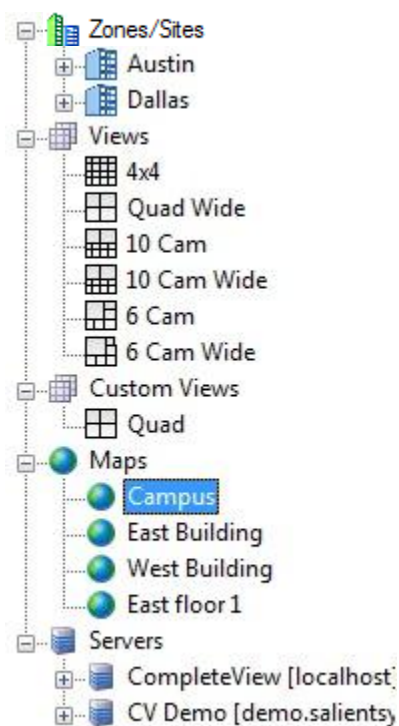 Zones/Sites
Austin
Dallas
Views
4x4
Quad Wide
10 Cam
10 Cam Wide
6 Cam
6 Cam Wide
Custom Views
Quad
Maps
Campus
East Building
West Building
East floor 1
Servers
CompleteView [localhost]
CV Demo [demo.salientsy